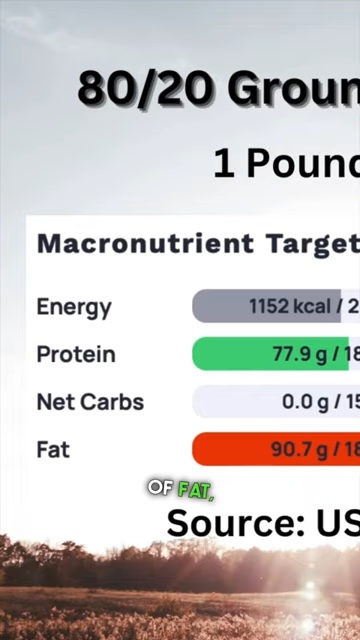 80/20 Groun
1 Pound
Macronutrient Target
Energy 1152 kcal / 2
Protein 77.9 g / 18
Net Carbs 0.0 g / 15
Fat 90.7 g / 18
OF FAT,
Source: US